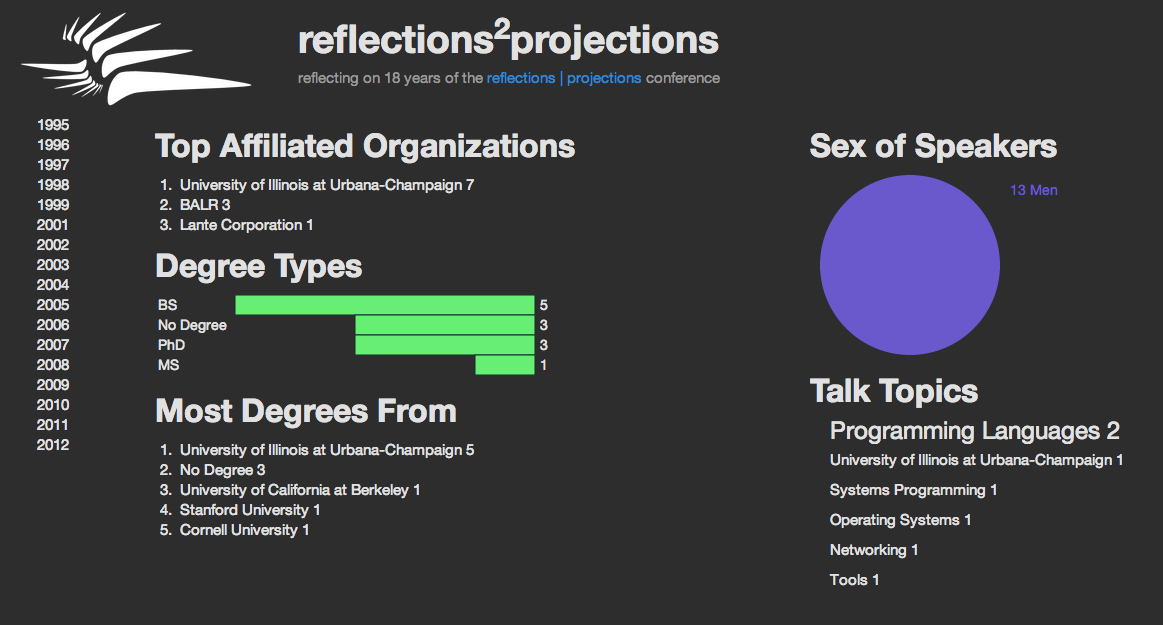 reflections²projections
reflecting on 18 years of the reflections | projections conference
1995
1996
1997
1998
1999
2001
2002
2003
2004
2005
2006
2007
2008
2009
2010
2011
2012
Top Affiliated Organizations
1. University of Illinois at Urbana-Champaign 7
2. BALR 3
3. Lante Corporation 1
Degree Types
BS 5
No Degree 3
PhD 3
MS 1
Most Degrees From
1. University of Illinois at Urbana-Champaign 5
2. No Degree 3
3. University of California at Berkeley 1
4. Stanford University 1
5. Cornell University 1
Sex of Speakers
13 Men
Talk Topics
Programming Languages 2
University of Illinois at Urbana-Champaign 1
Systems Programming 1
Operating Systems 1
Networking 1
Tools 1